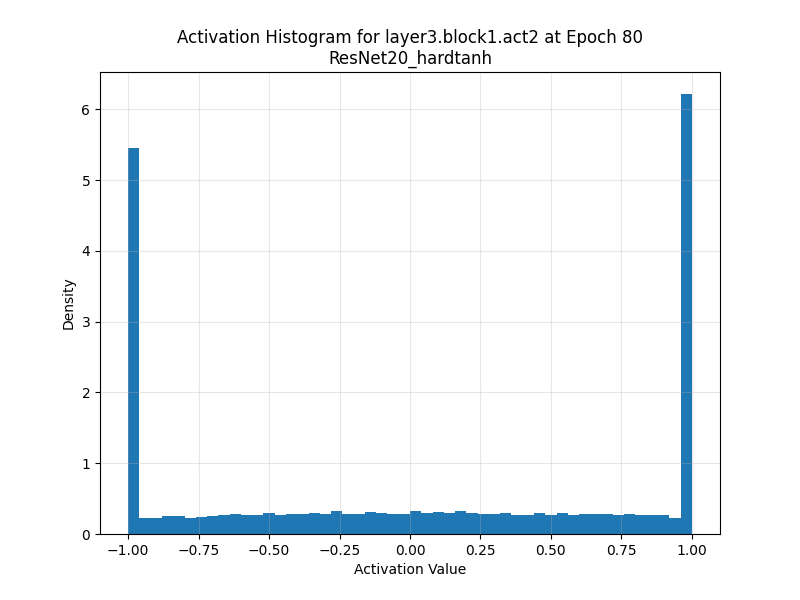 Activation Histogram for layer3.block1.act2 at Epoch 80
ResNet20_hardtanh
Density
6
5
4
3
2
1
0
−1.00 −0.75 −0.50 −0.25 0.00 0.25 0.50 0.75 1.00
Activation Value